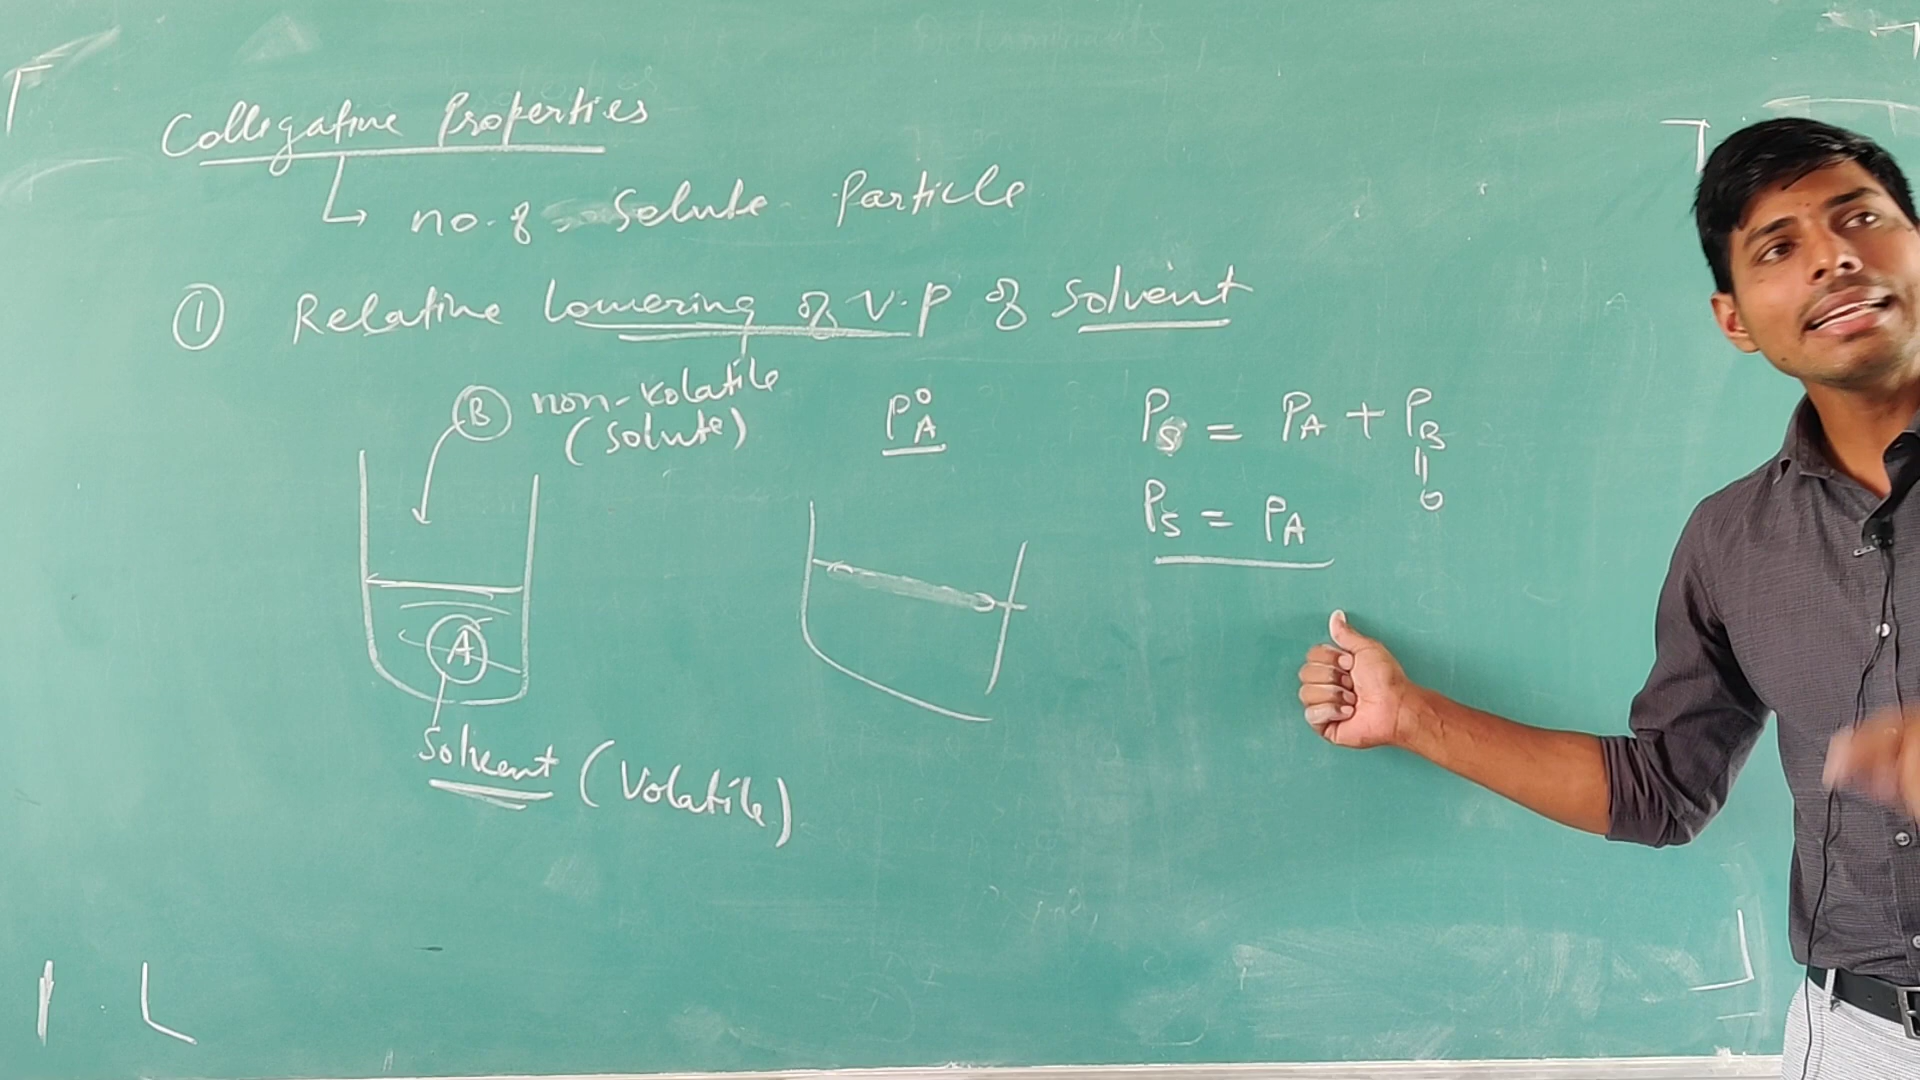 Colligative Properties
↳ no. of Solute Particle
① Relative lowering of v.p of Solvent
B non-volatile
(Solute)
P°A
PS = PA + PB
=
0
PS = PA
A
Solvent (Volatile)